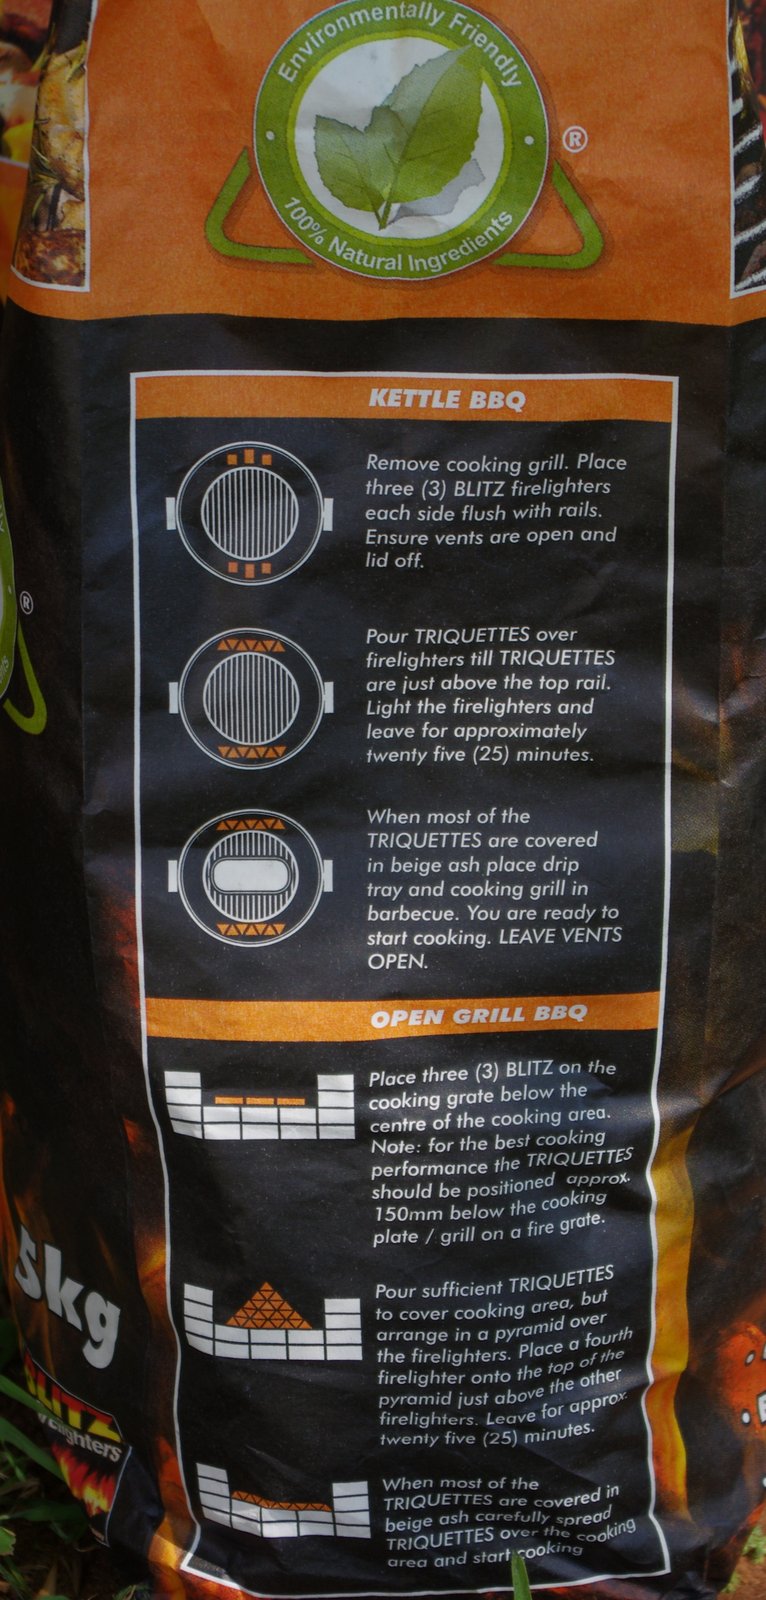 Environmentally Friendly
100% Natural Ingredients
®
KETTLE BBQ
Remove cooking grill. Place
three (3) BLITZ firelighters
each side flush with rails.
Ensure vents are open and
lid off.
®
Pour TRIQUETTES over
firelighters till TRIQUETTES
are just above the top rail.
Light the firelighters and
leave for approximately
twenty five (25) minutes.
When most of the
TRIQUETTES are covered
in beige ash place drip
tray and cooking grill in
barbecue. You are ready to
start cooking. LEAVE VENTS
OPEN.
OPEN GRILL BBQ
Place three (3) BLITZ on the
cooking grate below the
centre of the cooking area.
Note: for the best cooking
performance the TRIQUETTES
should be positioned approx.
150mm below the cooking
plate / grill on a fire grate.
5kg
Pour sufficient TRIQUETTES
to cover cooking area, but
arrange in a pyramid over
the firelighters. Place a fourth
firelighter onto the top of the
pyramid just above the other
firelighters. Leave for approx.
twenty five (25) minutes.
When most of the
TRIQUETTES are covered in
beige ash carefully spread
TRIQUETTES over the cooking
area and start cooking